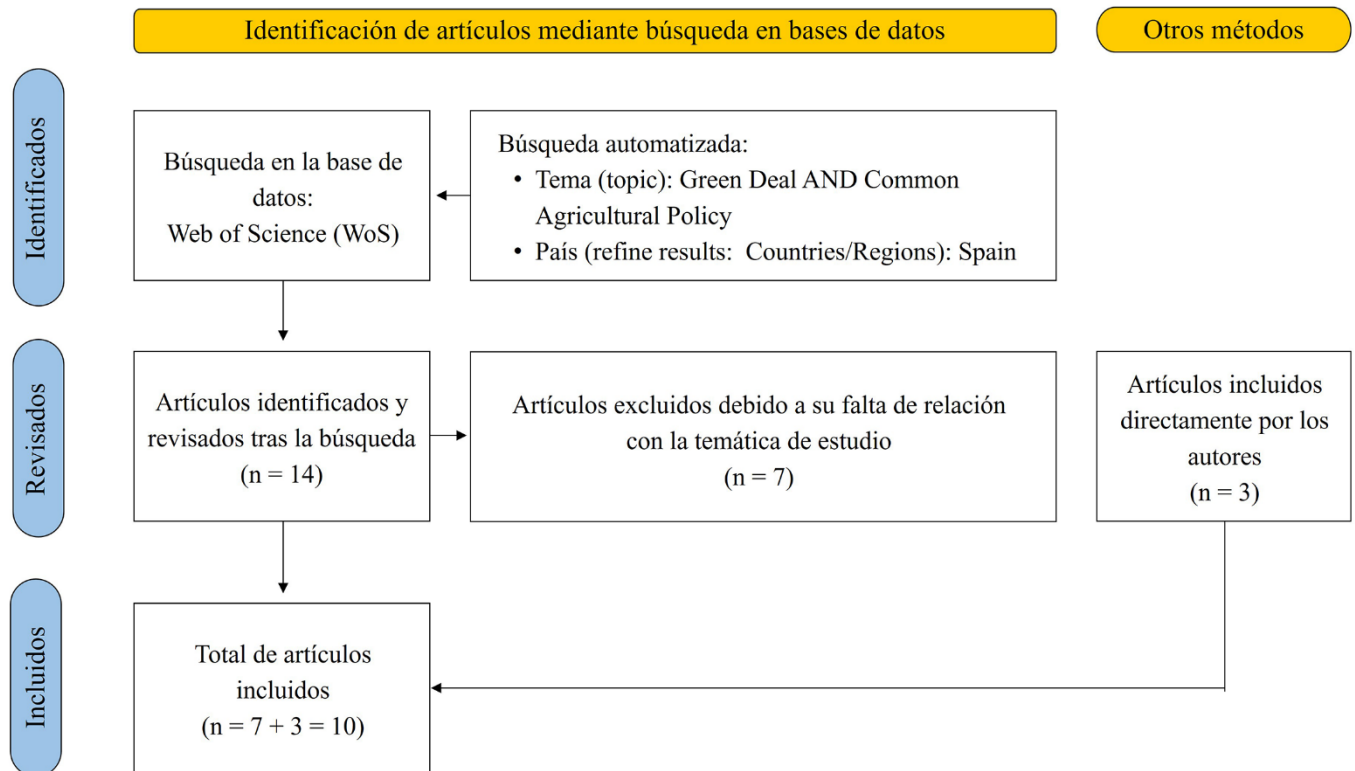 Identificación de artículos mediante búsqueda en bases de datos
Otros métodos
Identificados
Búsqueda en la base de
datos:
Web of Science (WoS)
Búsqueda automatizada:
• Tema (topic): Green Deal AND Common
Agricultural Policy
• País (refine results: Countries/Regions): Spain
Revisados
Artículos identificados y
revisados tras la búsqueda
(n = 14)
Artículos excluidos debido a su falta de relación
con la temática de estudio
(n = 7)
Artículos incluidos
directamente por los
autores
(n = 3)
Incluidos
Total de artículos
incluidos
(n = 7 + 3 = 10)